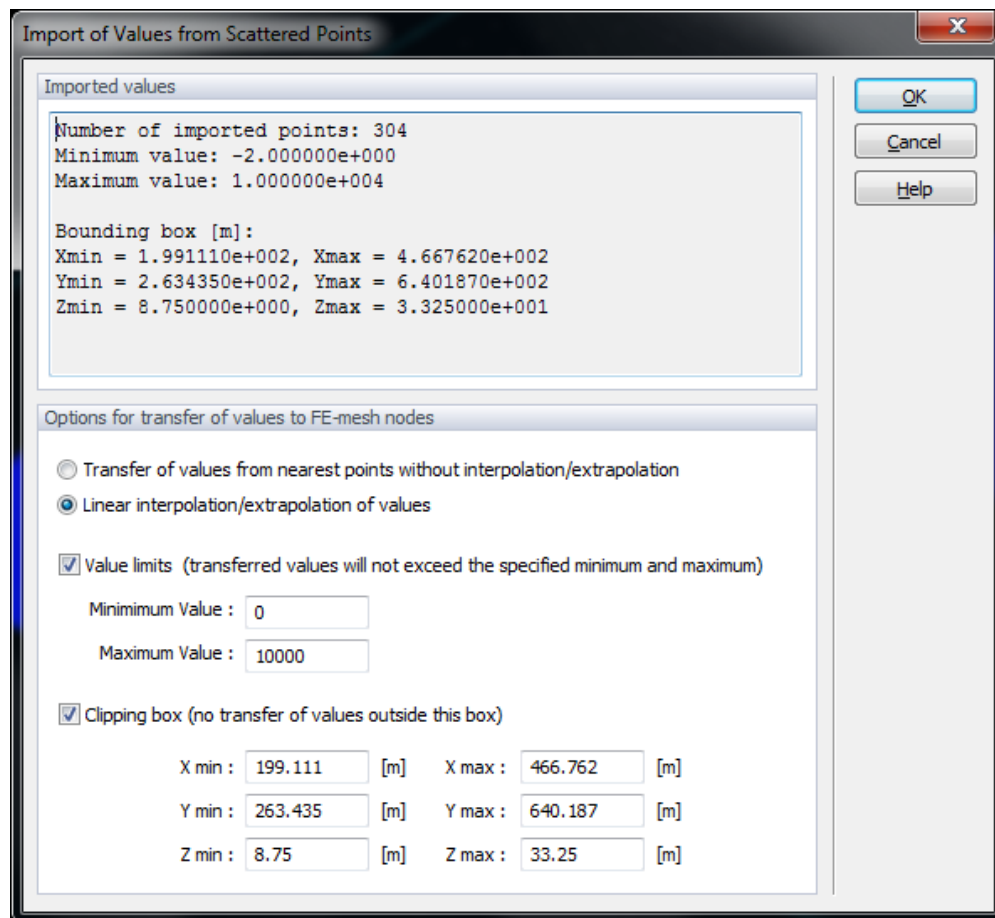 Import of Values from Scattered Points
Imported values
Number of imported points: 304
Minimum value: -2.000000e+000
Maximum value: 1.000000e+004
Bounding box [m]:
Xmin = 1.991110e+002, Xmax = 4.667620e+002
Ymin = 2.634350e+002, Ymax = 6.401870e+002
Zmin = 8.750000e+000, Zmax = 3.325000e+001
OK
Cancel
Help
Options for transfer of values to FE-mesh nodes
Transfer of values from nearest points without interpolation/extrapolation
Linear interpolation/extrapolation of values
Value limits (transferred values will not exceed the specified minimum and maximum)
Minimimum Value : 0
Maximum Value : 10000
Clipping box (no transfer of values outside this box)
X min : 199.111 [m] X max : 466.762 [m]
Y min : 263.435 [m] Y max : 640.187 [m]
Z min : 8.75 [m] Z max : 33.25 [m]